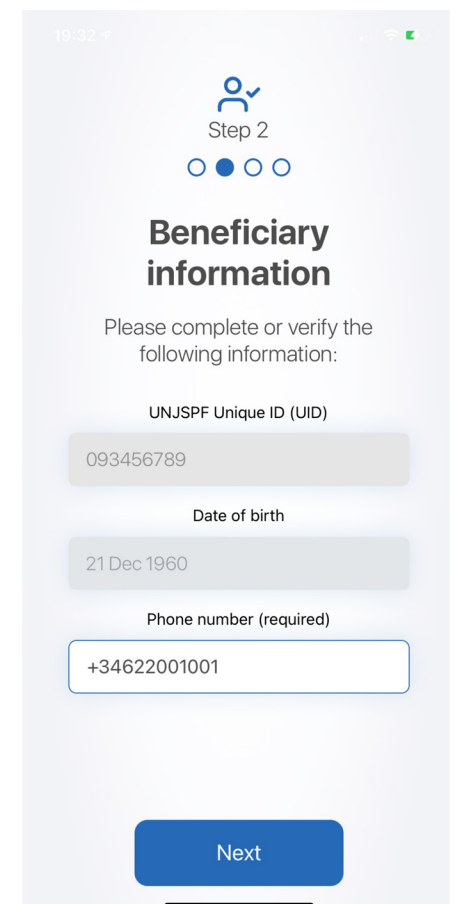 19:32
Step 2
Beneficiary
information
Please complete or verify the
following information:
UNJSPF Unique ID (UID)
093456789
Date of birth
21 Dec 1960
Phone number (required)
+34622001001
Next